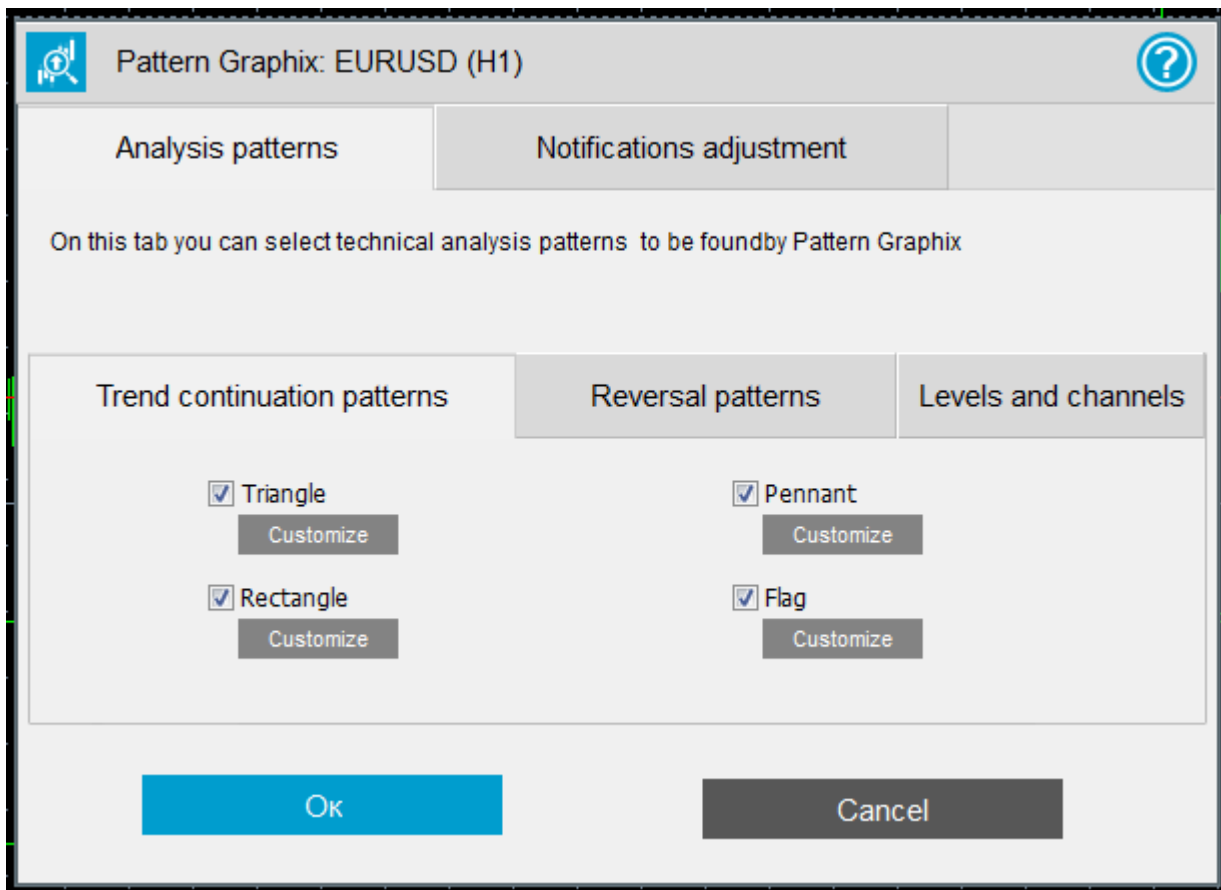 Pattern Graphix: EURUSD (H1)
Analysis patterns
Notifications adjustment
On this tab you can select technical analysis patterns  to be foundby Pattern Graphix
Trend continuation patterns
Reversal patterns
Levels and channels
Triangle
Pennant
Customize
Customize
Rectangle
Flag
Customize
Customize
Ок
Cancel